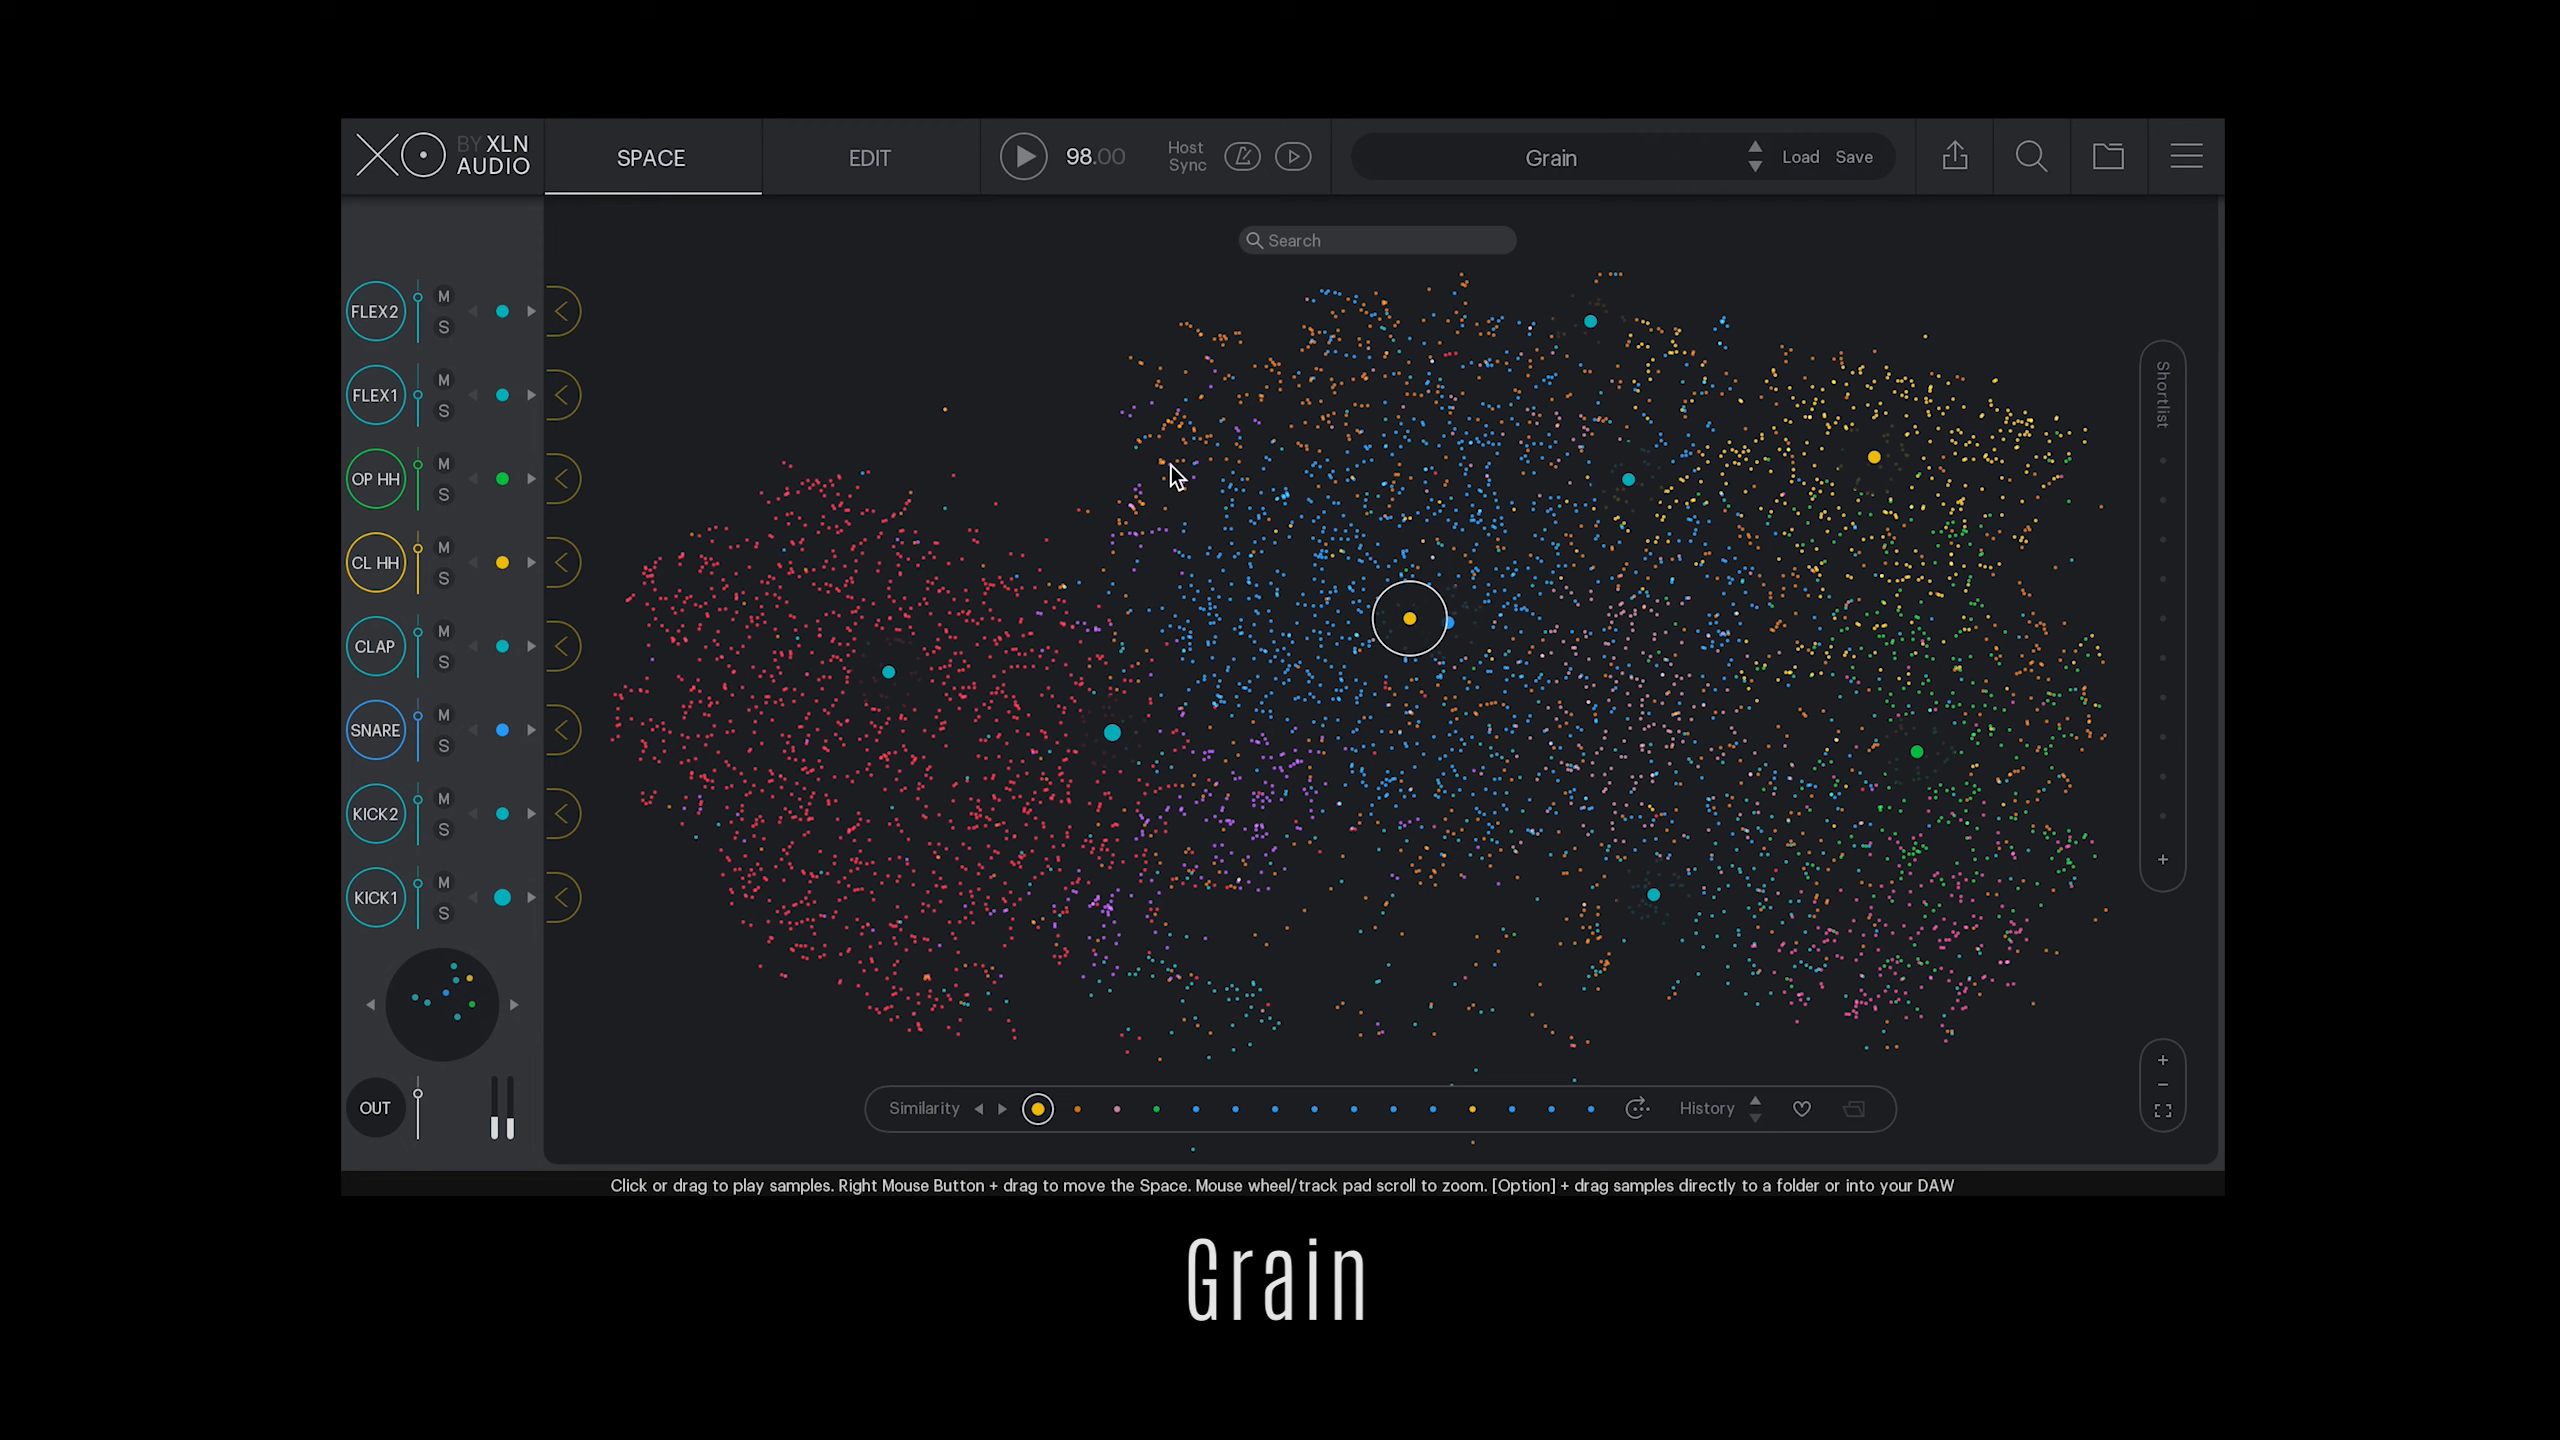 XO BY XLN AUDIO
SPACE
EDIT
98.00
Host Sync
Grain
Load
Save
Search
FLEX2
M
S
FLEX1
M
S
OP HH
M
S
CL HH
M
S
CLAP
M
S
SNARE
M
S
KICK2
M
S
KICK1
M
S
OUT
Shortlist
Similarity
History
Click or drag to play samples. Right Mouse Button + drag to move the Space. Mouse wheel/track pad scroll to zoom. [Option] + drag samples directly to a folder or into your DAW
Grain